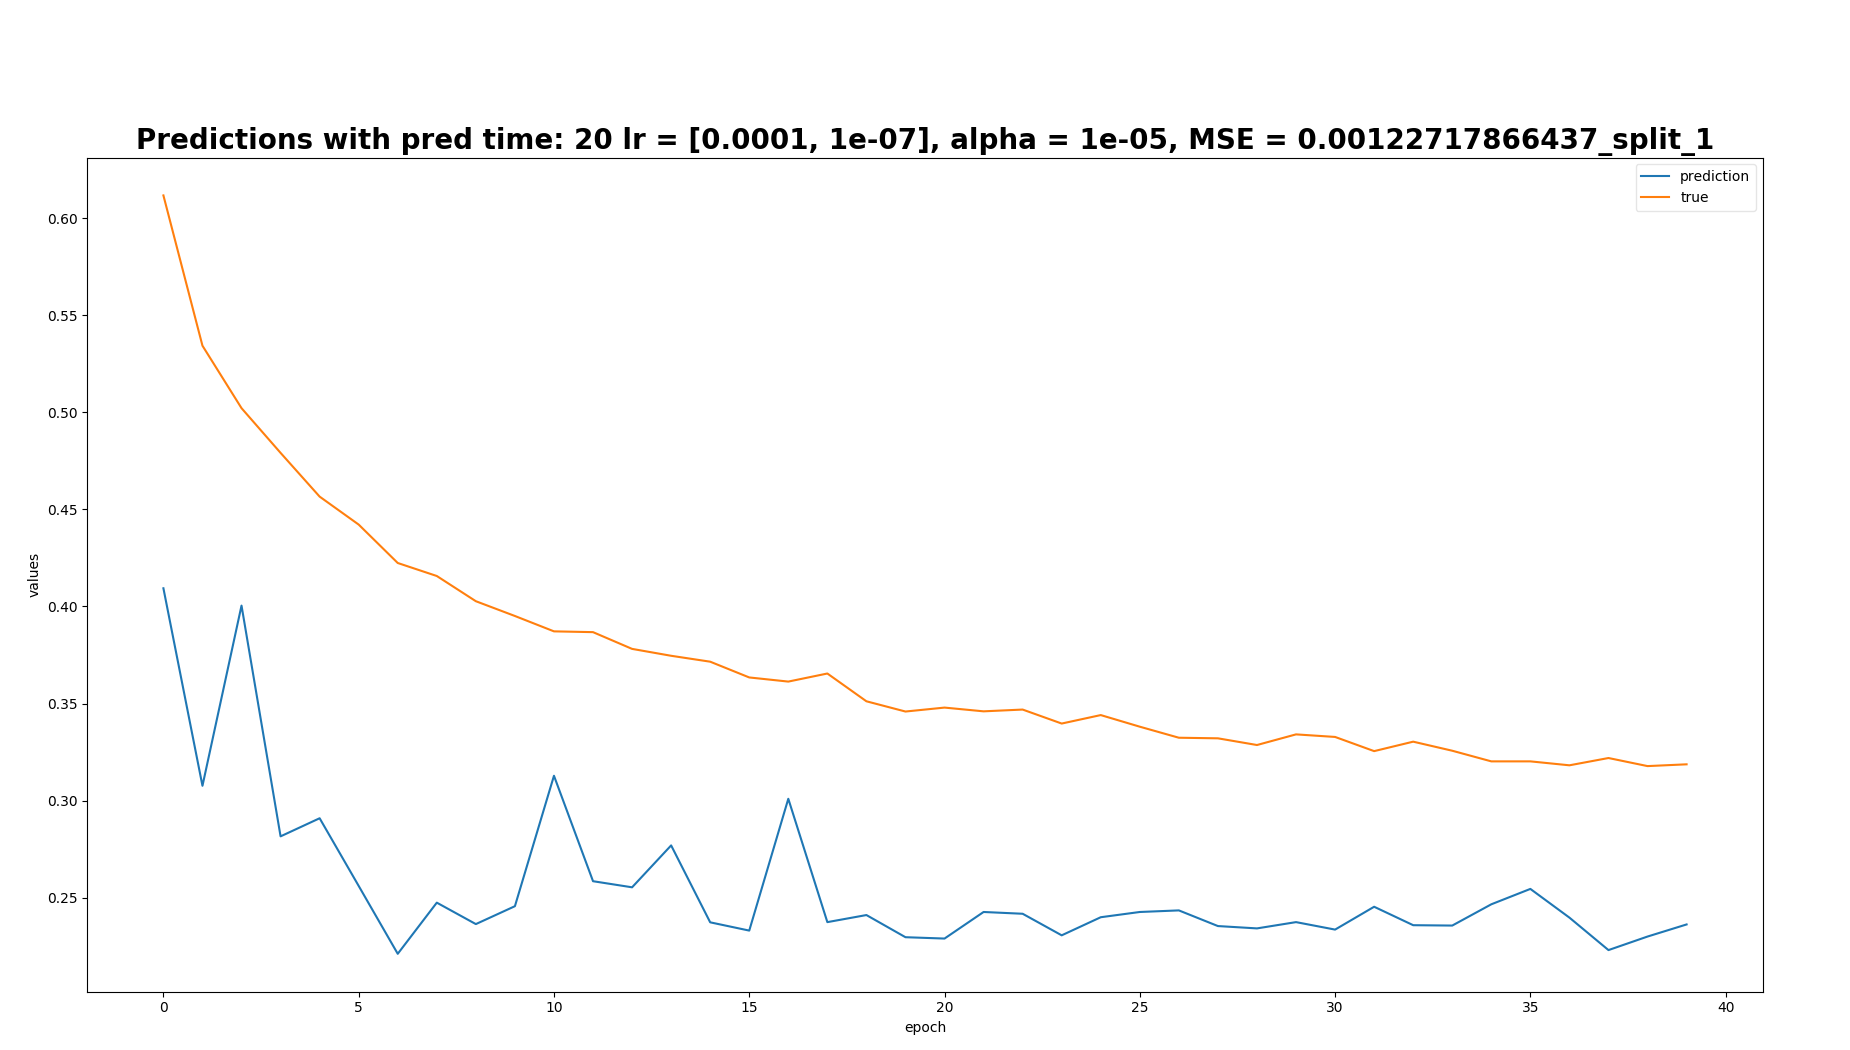 Predictions with pred time: 20 lr = [0.0001, 1e-07], alpha = 1e-05, MSE = 0.00122717866437_split_1
prediction
true
0.60
0.55
0.50
0.45
0.40
0.35
0.30
0.25
values
0 5 10 15 20 25 30 35 40
epoch